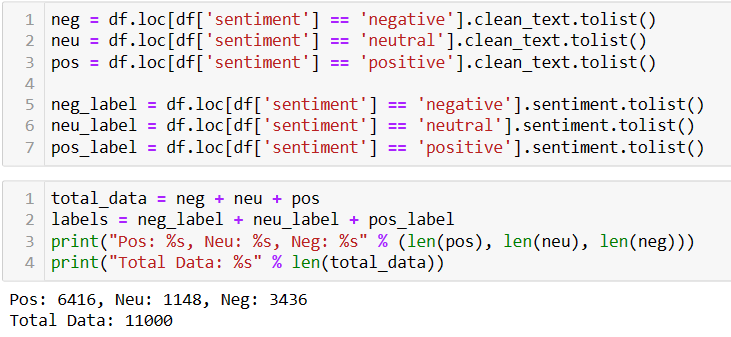 1 neg = df.loc[df['sentiment'] == 'negative'].clean_text.tolist()
2 neu = df.loc[df['sentiment'] == 'neutral'].clean_text.tolist()
3 pos = df.loc[df['sentiment'] == 'positive'].clean_text.tolist()
4
5 neg_label = df.loc[df['sentiment'] == 'negative'].sentiment.tolist()
6 neu_label = df.loc[df['sentiment'] == 'neutral'].sentiment.tolist()
7 pos_label = df.loc[df['sentiment'] == 'positive'].sentiment.tolist()
1 total_data = neg + neu + pos
2 labels = neg_label + neu_label + pos_label
3 print("Pos: %s, Neu: %s, Neg: %s" % (len(pos), len(neu), len(neg)))
4 print("Total Data: %s" % len(total_data))
Pos: 6416, Neu: 1148, Neg: 3436
Total Data: 11000